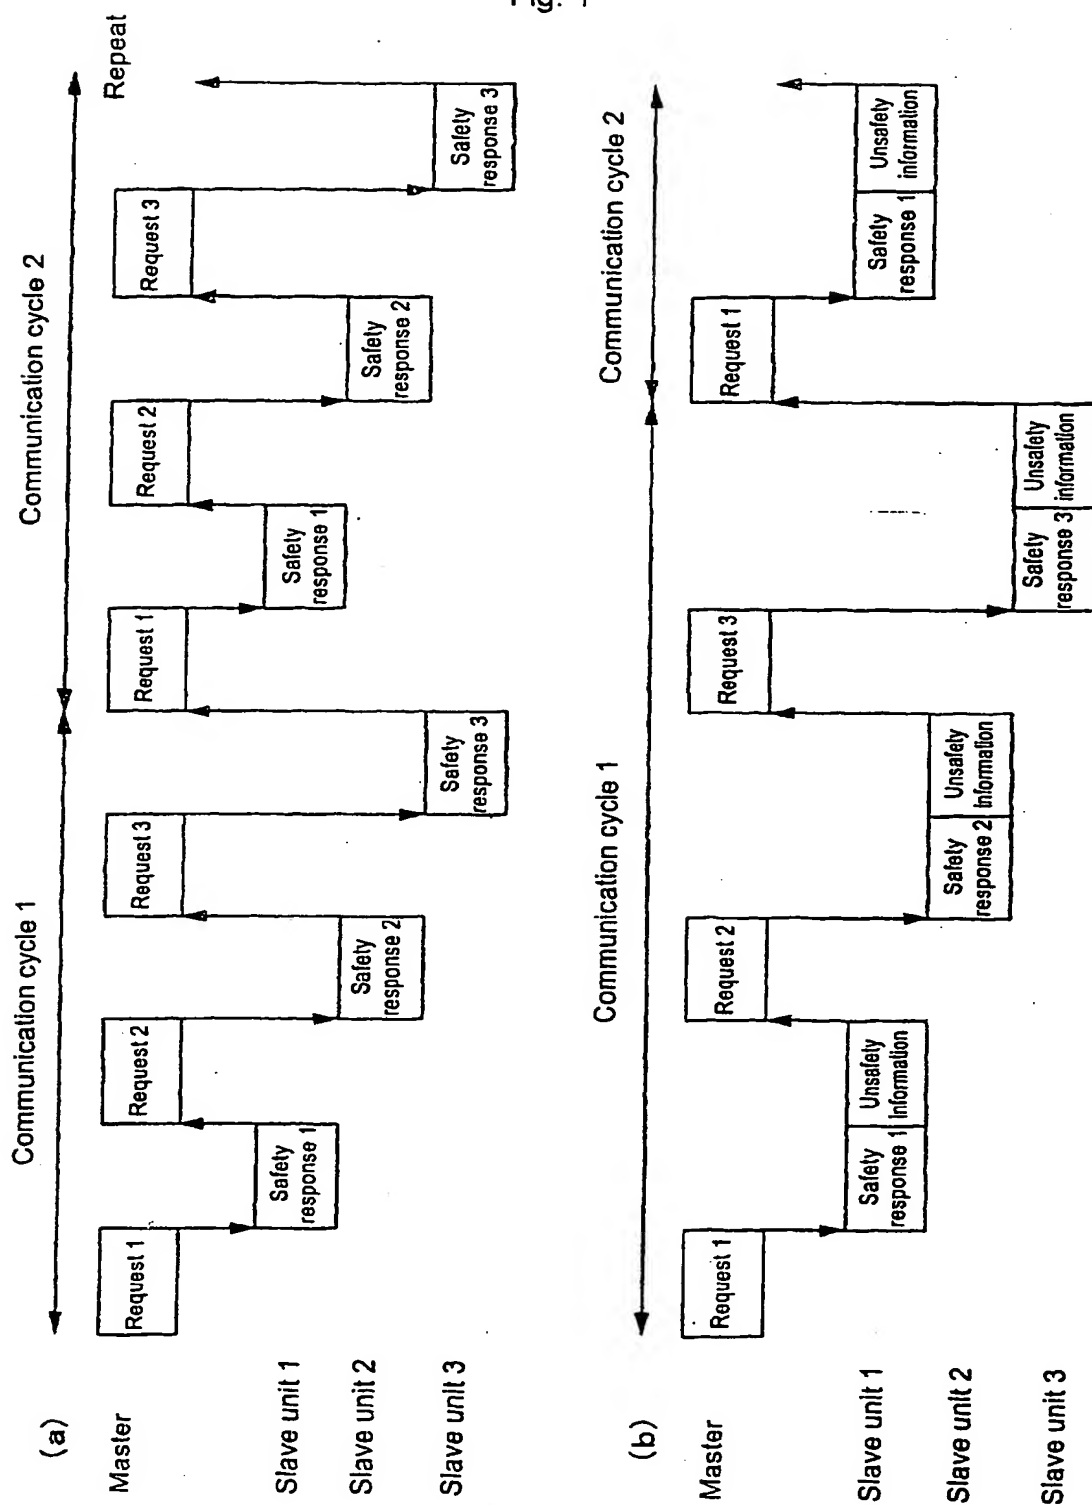 Fig.
(a)
Communication cycle 1
Communication cycle 2
Repeat
Master
Request 1
Request 2
Request 3
Request 1
Request 2
Request 3
Slave unit 1
Safety
response 1
Safety
response 1
Slave unit 2
Safety
response 2
Safety
response 2
Slave unit 3
Safety
response 3
Safety
response 3
(b)
Communication cycle 1
Communication cycle 2
Master
Request 1
Request 2
Request 3
Request 1
Slave unit 1
Safety
response 1
Unsafety
Information
Safety
response 1
Unsafety
information
Slave unit 2
Safety
response 2
Unsafety
Information
Slave unit 3
Safety
response 3
Unsafety
information